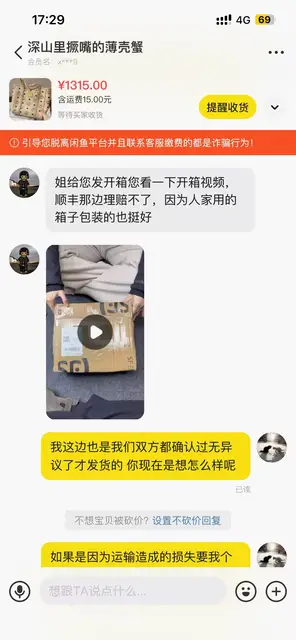 17:29
4G 69
深山里撅嘴的薄壳蟹
会员名：x***9
¥1315.00
含运费15.00元
等待买家收货
提醒收货
引导您脱离闲鱼平台并且联系客服缴费的都是诈骗行为！
姐给您发开箱您看一下开箱视频，
顺丰那边理赔不了，因为人家用的
箱子包装的也挺好
我这边也是我们双方都确认过无异
议了才发货的 你现在是想怎么样呢
已读
不想宝贝被砍价？设置不砍价回复
如果是因为运输造成的损失要我个
想跟TA说点什么...